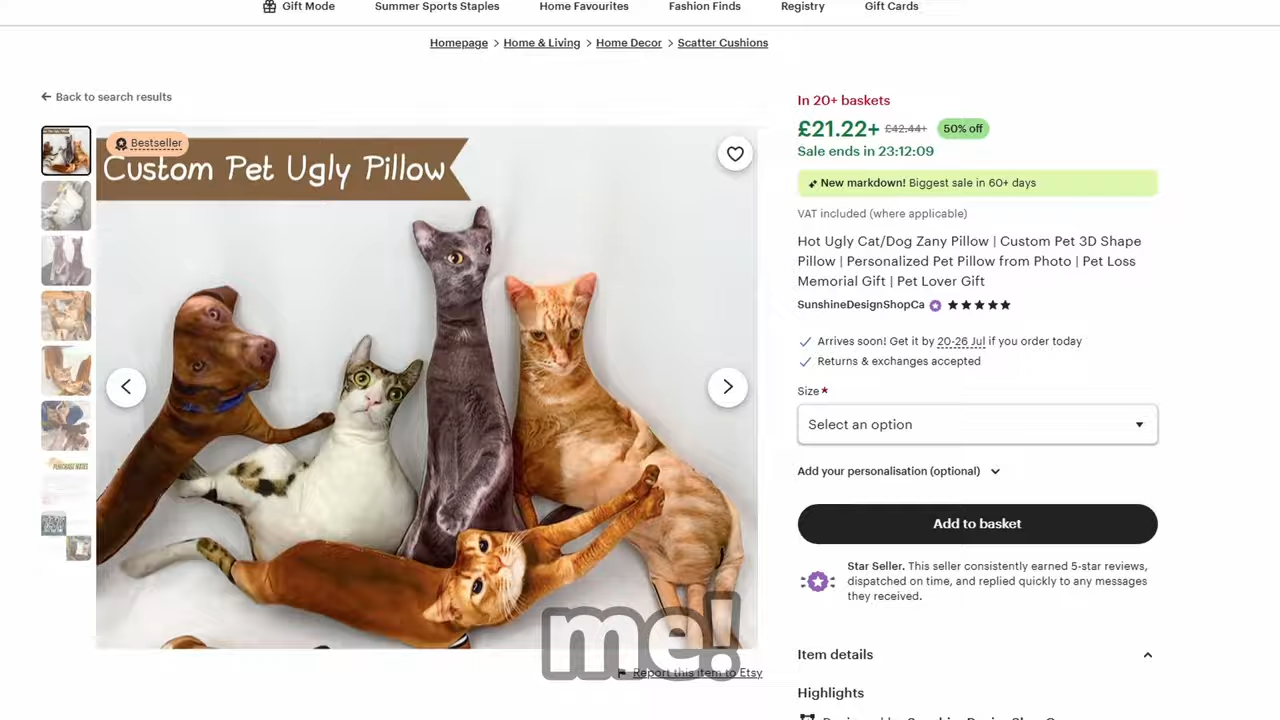 Gift Mode
Summer Sports Staples
Home Favourites
Fashion Finds
Registry
Gift Cards
Homepage > Home & Living > Home Decor > Scatter Cushions
← Back to search results
Bestseller
Custom Pet Ugly Pillow
me!
Report this item to Etsy
In 20+ baskets
£21.22+ £42.44+ 50% off
Sale ends in 23:12:09
New markdown! Biggest sale in 60+ days
VAT included (where applicable)
Hot Ugly Cat/Dog Zany Pillow | Custom Pet 3D Shape
Pillow | Personalized Pet Pillow from Photo | Pet Loss
Memorial Gift | Pet Lover Gift
SunshineDesignShopCa ★★★★★
Arrives soon! Get it by 20-26 Jul if you order today
Returns & exchanges accepted
Size *
Select an option
Add your personalisation (optional)
Add to basket
Star Seller. This seller consistently earned 5-star reviews,
dispatched on time, and replied quickly to any messages
they received.
Item details
Highlights